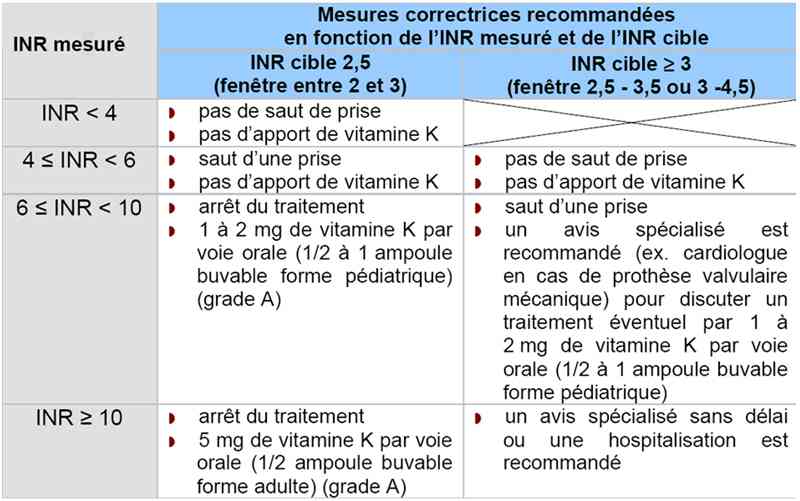 INR mesuré
Mesures correctrices recommandées
en fonction de l'INR mesuré et de l'INR cible
INR cible 2,5
(fenêtre entre 2 et 3)
INR cible ≥ 3
(fenêtre 2,5 - 3,5 ou 3 -4,5)
INR < 4
pas de saut de prise
pas d'apport de vitamine K
4 ≤ INR < 6
saut d'une prise
pas d'apport de vitamine K
pas de saut de prise
pas d'apport de vitamine K
6 ≤ INR < 10
arrêt du traitement
1 à 2 mg de vitamine K par
voie orale (1/2 à 1 ampoule
buvable forme pédiatrique)
(grade A)
saut d'une prise
un avis spécialisé est
recommandé (ex. cardiologue
en cas de prothèse valvulaire
mécanique) pour discuter un
traitement éventuel par 1 à
2 mg de vitamine K par voie
orale (1/2 à 1 ampoule buvable
forme pédiatrique)
INR ≥ 10
arrêt du traitement
5 mg de vitamine K par voie
orale (1/2 ampoule buvable
forme adulte) (grade A)
un avis spécialisé sans délai
ou une hospitalisation est
recommandé